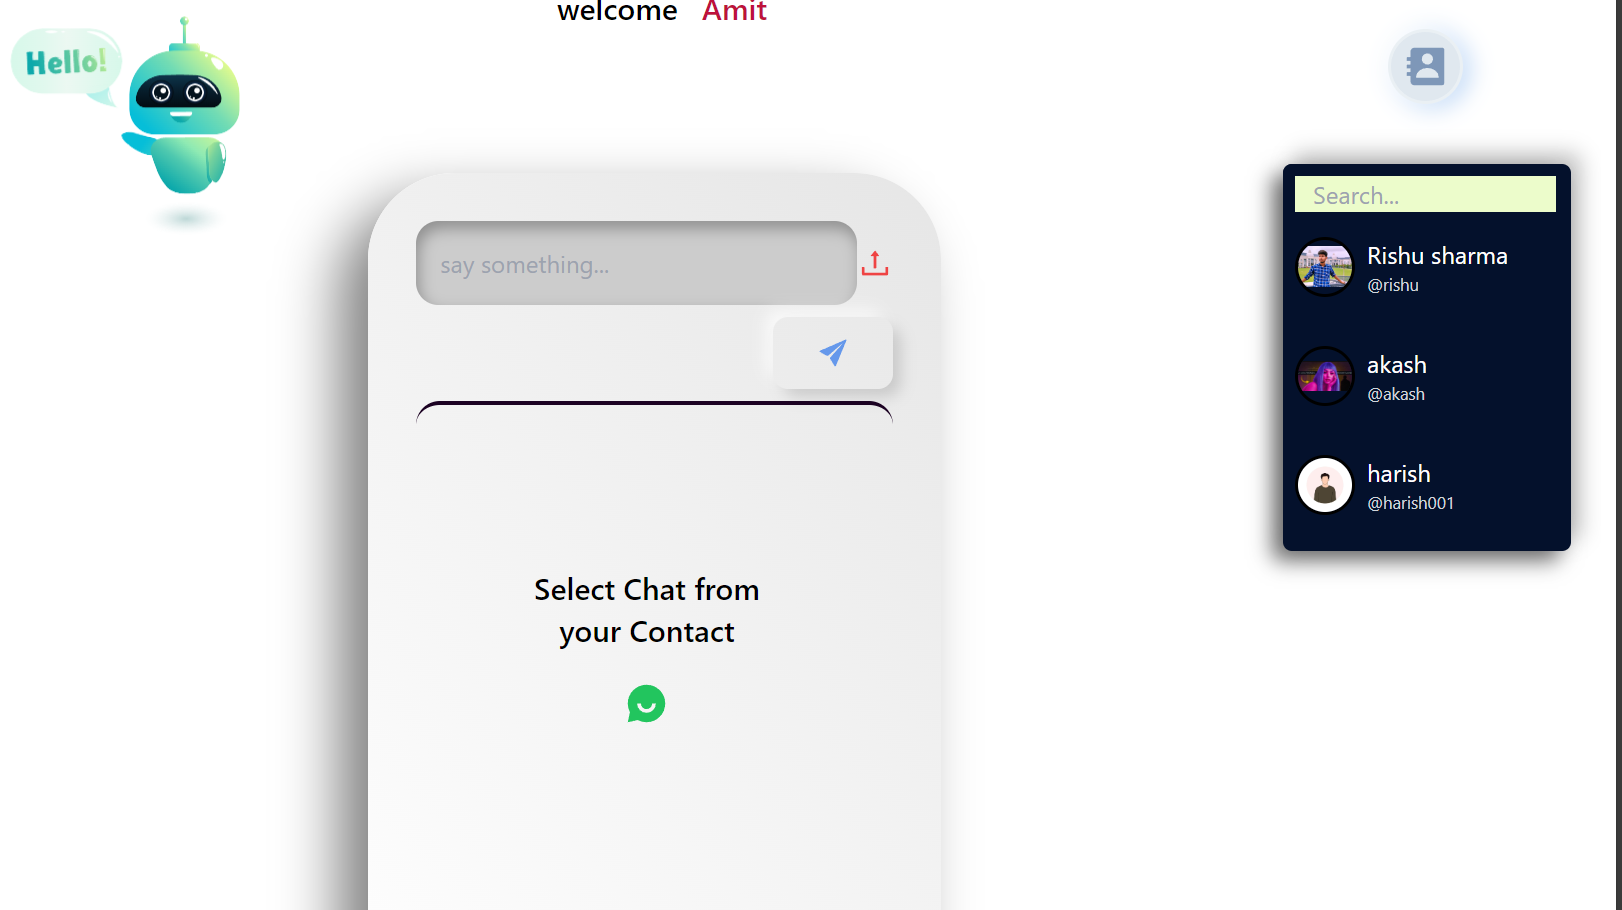 welcome Amit
Hello!
say something...
Select Chat from
your Contact
Search...
Rishu sharma
@rishu
akash
@akash
harish
@harish001